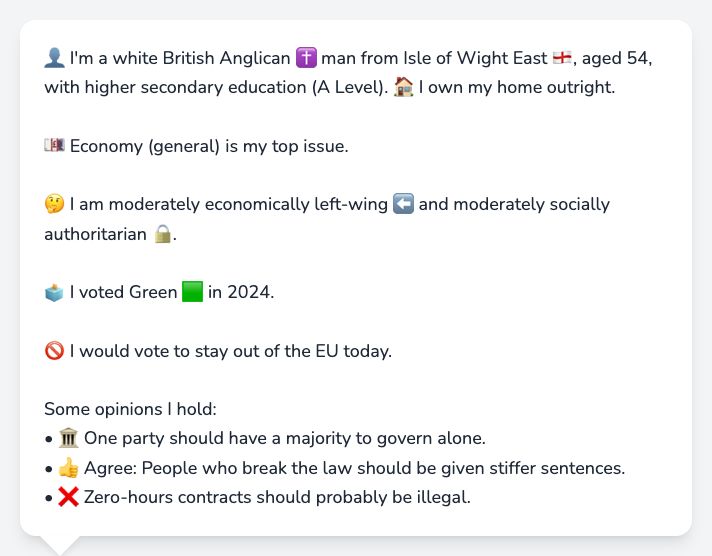 👤 I'm a white British Anglican ✝️ man from Isle of Wight East 🏴󠁧󠁢󠁥󠁮󠁧󠁿, aged 54,
with higher secondary education (A Level). 🏠 I own my home outright.
💷 Economy (general) is my top issue.
🤔 I am moderately economically left-wing ⬅️ and moderately socially
authoritarian 🔒.
🗳️ I voted Green 🟩 in 2024.
🚫 I would vote to stay out of the EU today.
Some opinions I hold:
• 🏛️ One party should have a majority to govern alone.
• 👍 Agree: People who break the law should be given stiffer sentences.
• ❌ Zero-hours contracts should probably be illegal.